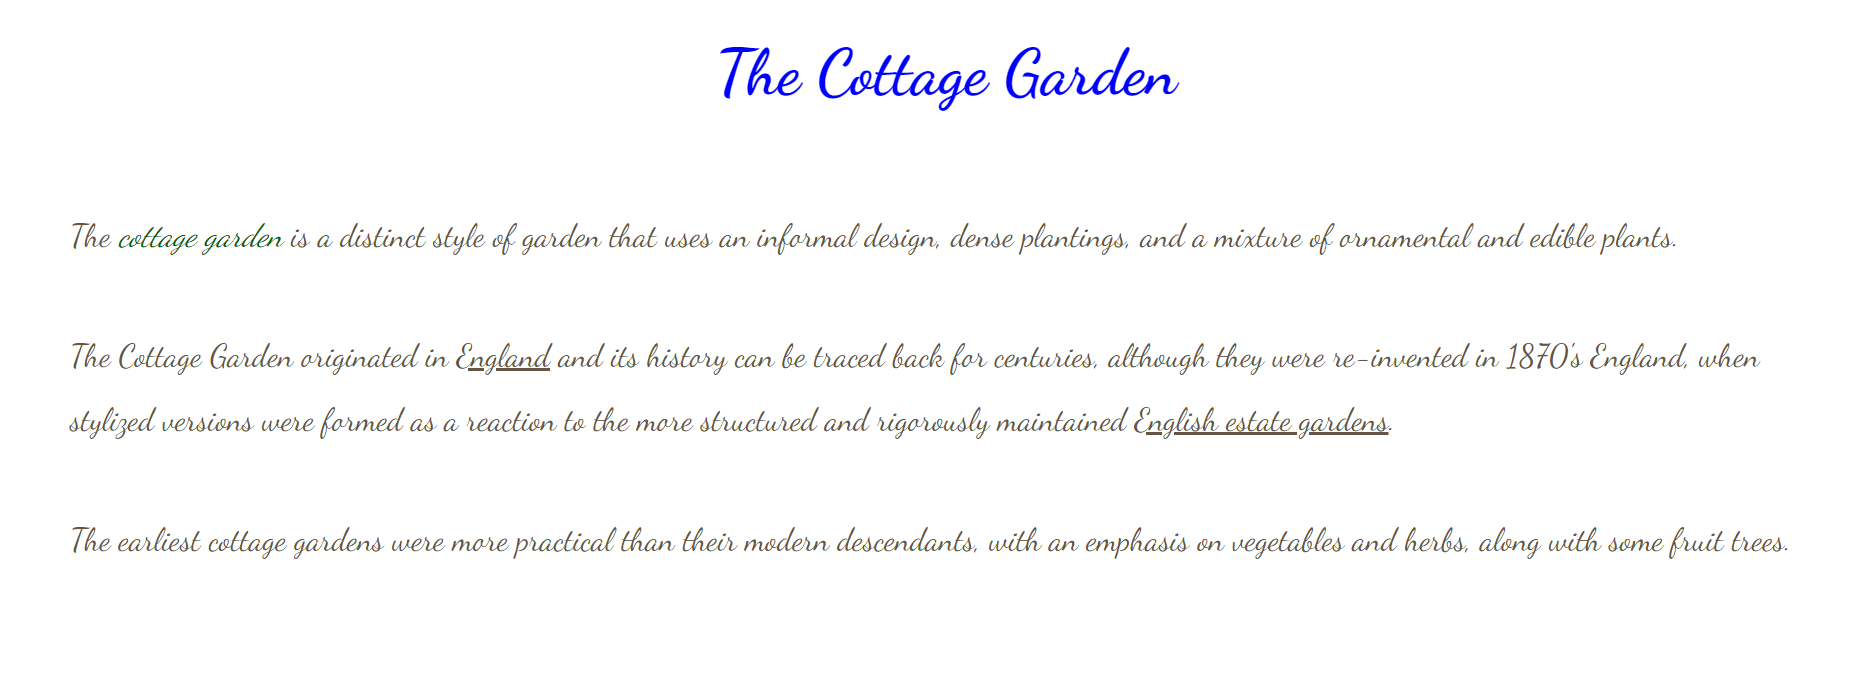 The Cottage Garden
The cottage garden is a distinct style of garden that uses an informal design, dense plantings, and a mixture of ornamental and edible plants.
The Cottage Garden originated in England and its history can be traced back for centuries, although they were re-invented in 1870's England, when
stylized versions were formed as a reaction to the more structured and rigorously maintained English estate gardens.
The earliest cottage gardens were more practical than their modern descendants, with an emphasis on vegetables and herbs, along with some fruit trees.